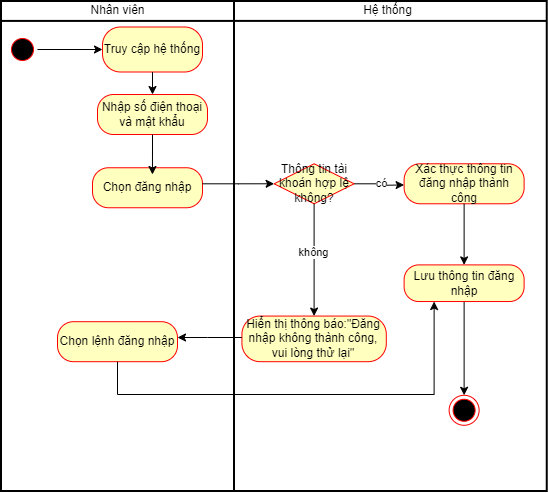 Nhân viên
Hệ thống
Truy cập hệ thống
Nhập số điện thoại
và mật khẩu
Chọn đăng nhập
Thông tin tài
khoán hợp lệ
không?
có
Xác thực thông tin
đăng nhập thành
công
không
Lưu thông tin đăng
nhập
Hiển thị thông báo:"Đăng
nhập không thành công,
vui lòng thử lại"
Chọn lệnh đăng nhập